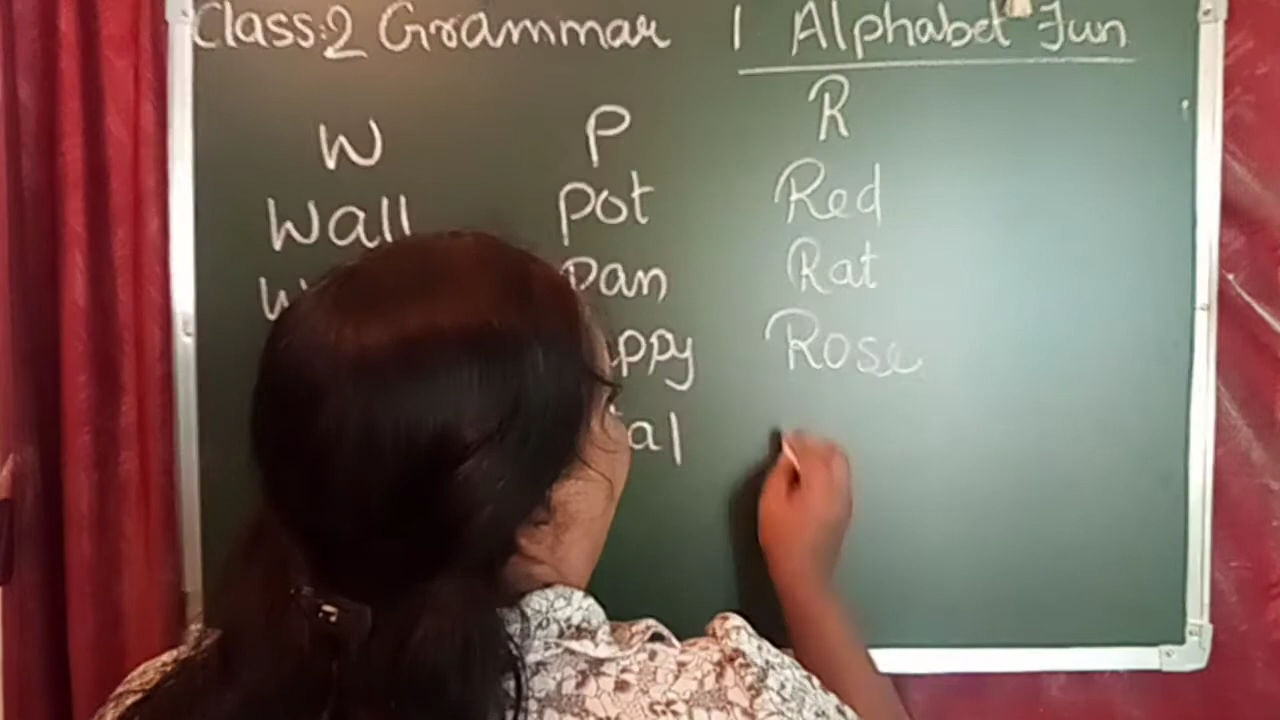 Class:2 Grammar 1 Alphabet Fun
W P R
Wall Pot Red
Pan Rat
Rose